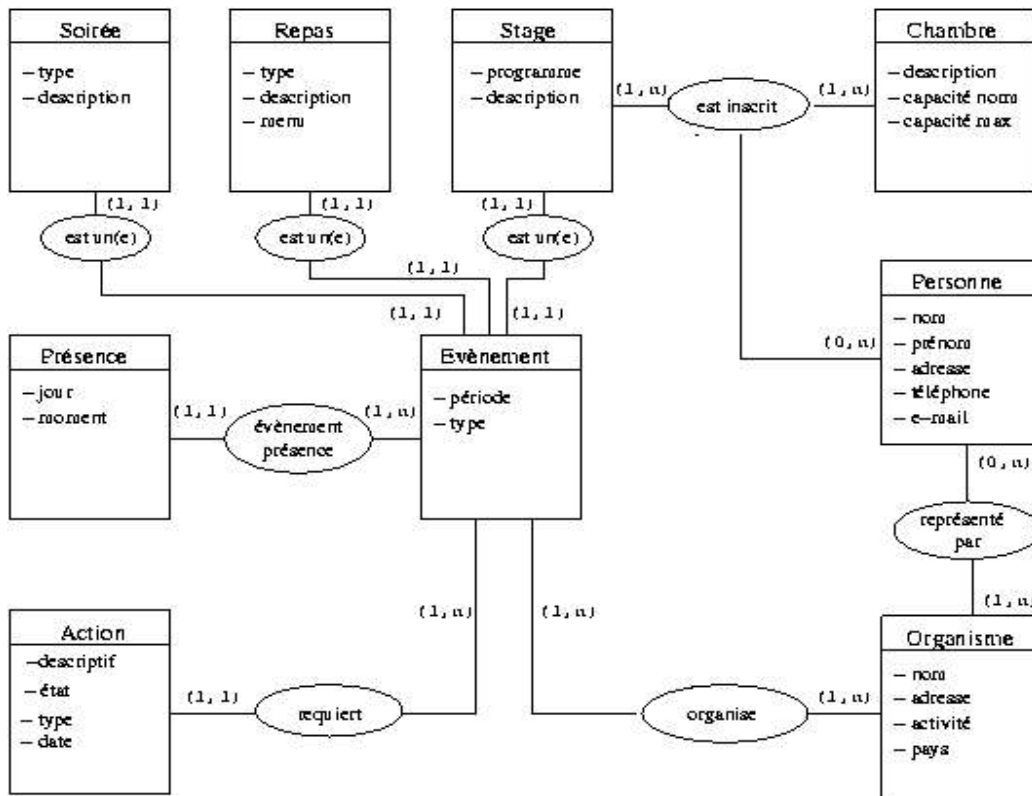 Soirée
– type
– description
Repas
– type
– description
– menu
Stage
– programme
– description
Chambre
– description
– capacité nom
– capacité max
(1,n)
est inscrit
(1,n)
(1,1)
(1,1)
(1,1)
est un(e)
est un(e)
est un(e)
(1,1)
(1,1)
(1,1)
Personne
– nom
– prénom
– adresse
– téléphone
– e-mail
(0,n)
Présence
– jour
– moment
(1,1)
évènement
présence
(1,n)
Evènement
– période
– type
(0,n)
représenté
par
(1,n)
(1,n)
(1,n)
Action
–descriptif
– état
– type
– date
(1,1)
requiert
organise
(1,n)
Organisme
– nom
– adresse
– activité
– pays